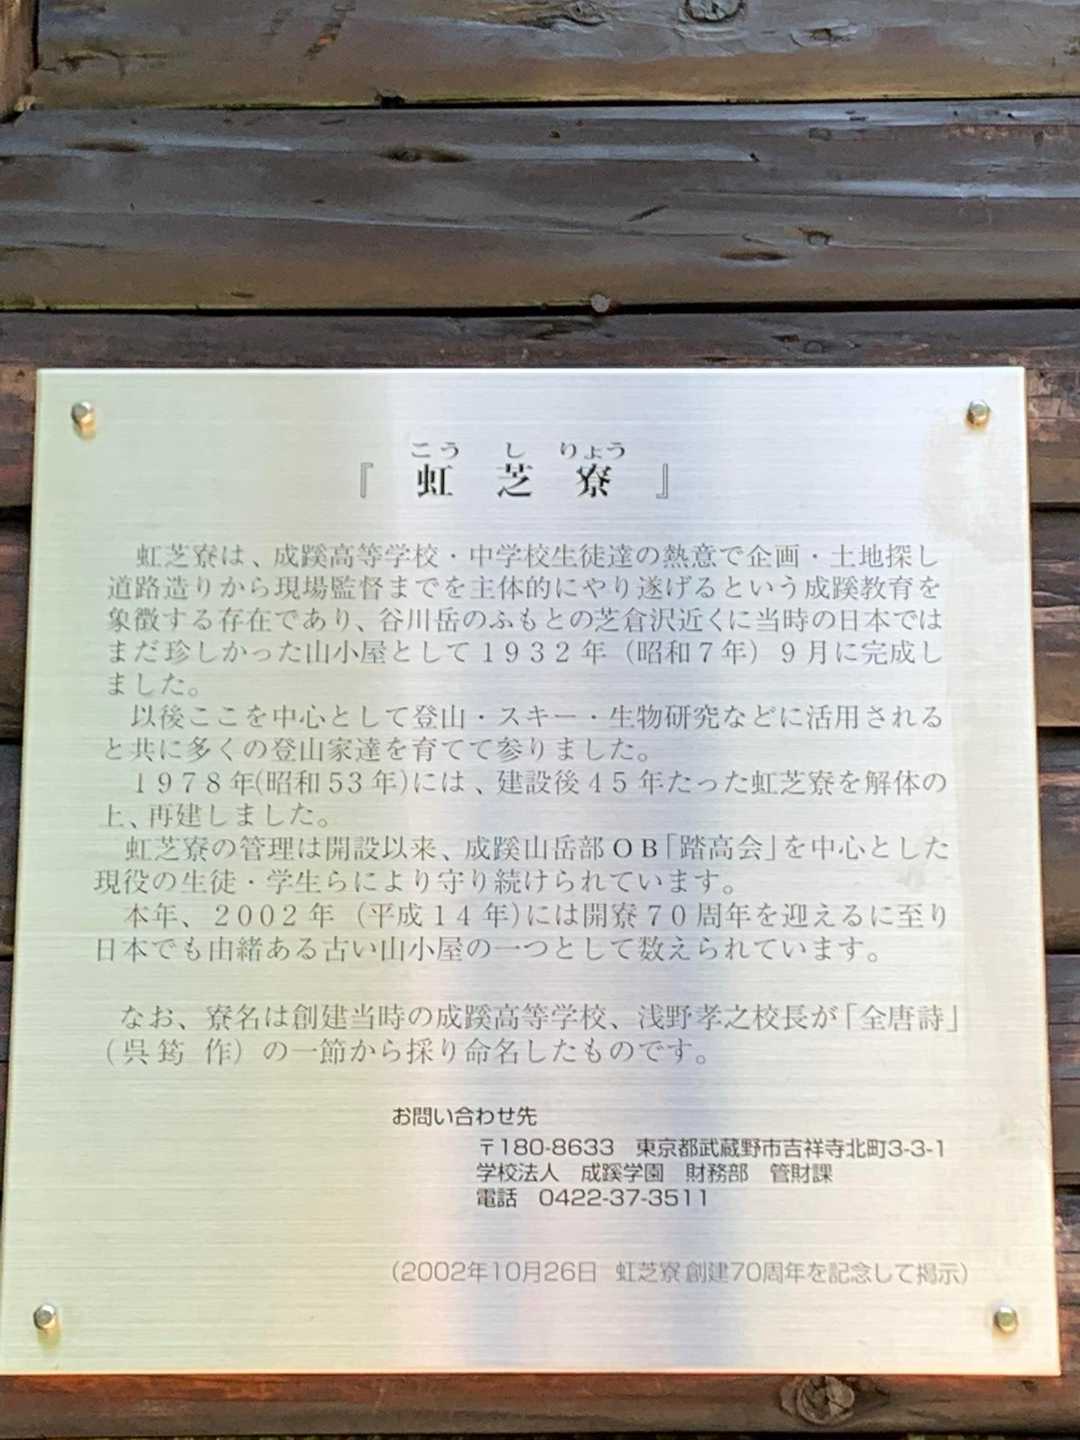 こう し りょう
『 虹 芝 寮 』
虹芝寮は、成蹊高等学校・中学校生徒達の熱意で企画・土地探し
道路造りから現場監督までを主体的にやり遂げるという成蹊教育を
象徴する存在であり、谷川岳のふもとの芝倉沢近くに当時の日本では
まだ珍しかった山小屋として1932年（昭和7年）9月に完成し
ました。
以後ここを中心として登山・スキー・生物研究などに活用される
と共に多くの登山家達を育てて参りました。
1978年(昭和53年)には、建設後45年たった虹芝寮を解体の
上、再建しました。
虹芝寮の管理は開設以来、成蹊山岳部OB「踏高会」を中心とした
現役の生徒・学生らにより守り続けられています。
本年、2002年（平成14年)には開寮70周年を迎えるに至り
日本でも由緒ある古い山小屋の一つとして数えられています。
なお、寮名は創建当時の成蹊高等学校、浅野孝之校長が「全唐詩」
（呉筠 作）の一節から採り命名したものです。
お問い合わせ先
〒180-8633　東京都武蔵野市吉祥寺北町3-3-1
学校法人　成蹊学園　財務部　管財課
電話　0422-37-3511
（2002年10月26日　虹芝寮創建70周年を記念して掲示）